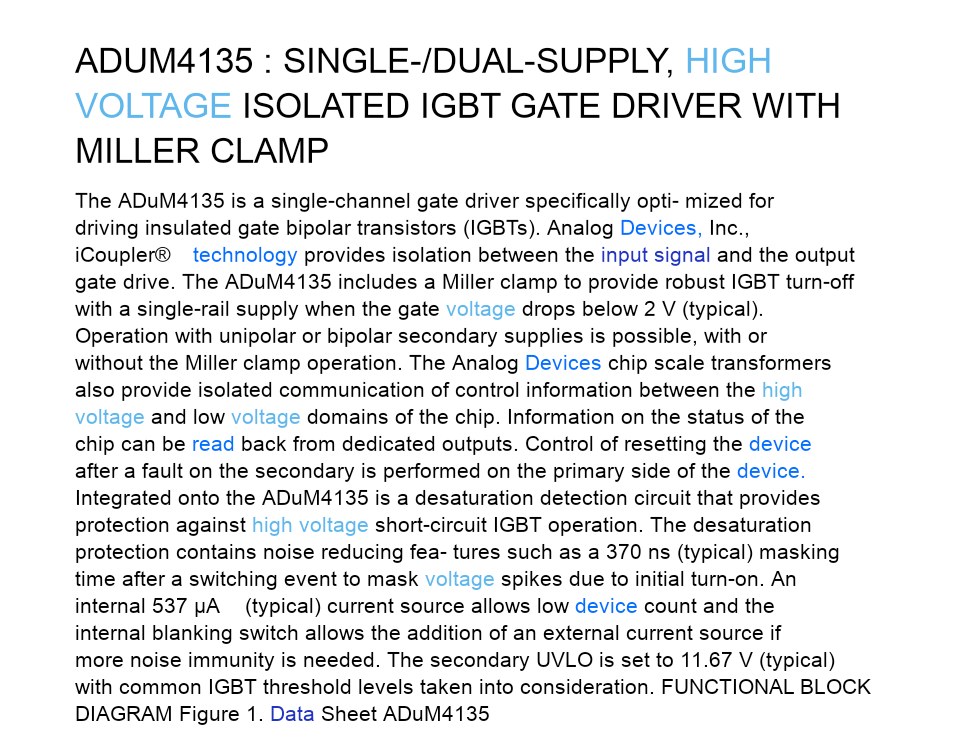 ADUM4135 : SINGLE-/DUAL-SUPPLY, HIGH
VOLTAGE ISOLATED IGBT GATE DRIVER WITH
MILLER CLAMP
The ADuM4135 is a single-channel gate driver specifically opti- mized for
driving insulated gate bipolar transistors (IGBTs). Analog Devices, Inc.,
iCoupler® technology provides isolation between the input signal and the output
gate drive. The ADuM4135 includes a Miller clamp to provide robust IGBT turn-off
with a single-rail supply when the gate voltage drops below 2 V (typical).
Operation with unipolar or bipolar secondary supplies is possible, with or
without the Miller clamp operation. The Analog Devices chip scale transformers
also provide isolated communication of control information between the high
voltage and low voltage domains of the chip. Information on the status of the
chip can be read back from dedicated outputs. Control of resetting the device
after a fault on the secondary is performed on the primary side of the device.
Integrated onto the ADuM4135 is a desaturation detection circuit that provides
protection against high voltage short-circuit IGBT operation. The desaturation
protection contains noise reducing fea- tures such as a 370 ns (typical) masking
time after a switching event to mask voltage spikes due to initial turn-on. An
internal 537 µA (typical) current source allows low device count and the
internal blanking switch allows the addition of an external current source if
more noise immunity is needed. The secondary UVLO is set to 11.67 V (typical)
with common IGBT threshold levels taken into consideration. FUNCTIONAL BLOCK
DIAGRAM Figure 1. Data Sheet ADuM4135